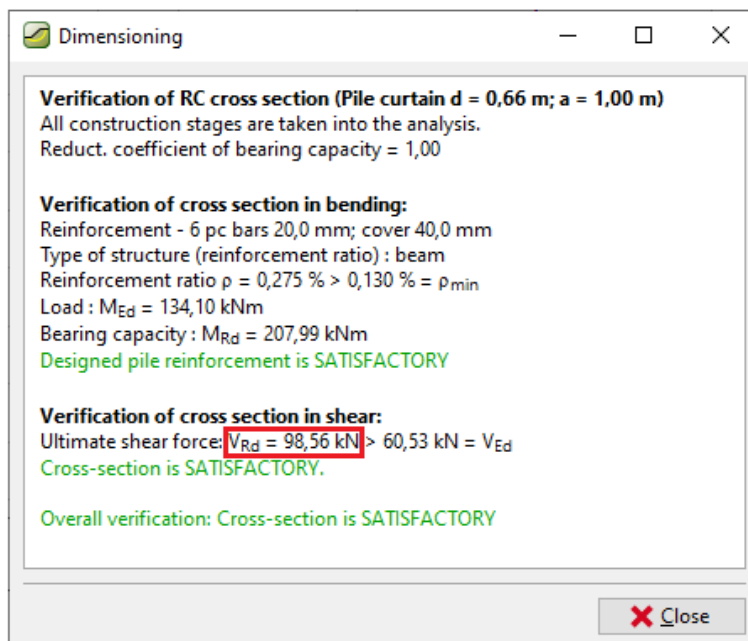 Dimensioning
Verification of RC cross section (Pile curtain d = 0,66 m; a = 1,00 m)
All construction stages are taken into the analysis.
Reduct. coefficient of bearing capacity = 1,00
Verification of cross section in bending:
Reinforcement - 6 pc bars 20,0 mm; cover 40,0 mm
Type of structure (reinforcement ratio) : beam
Reinforcement ratio ρ = 0,275 % > 0,130 % = ρmin
Load : MEd = 134,10 kNm
Bearing capacity : MRd = 207,99 kNm
Designed pile reinforcement is SATISFACTORY
Verification of cross section in shear:
Ultimate shear force: VRd = 98,56 kN > 60,53 kN = VEd
Cross-section is SATISFACTORY.
Overall verification: Cross-section is SATISFACTORY
Close